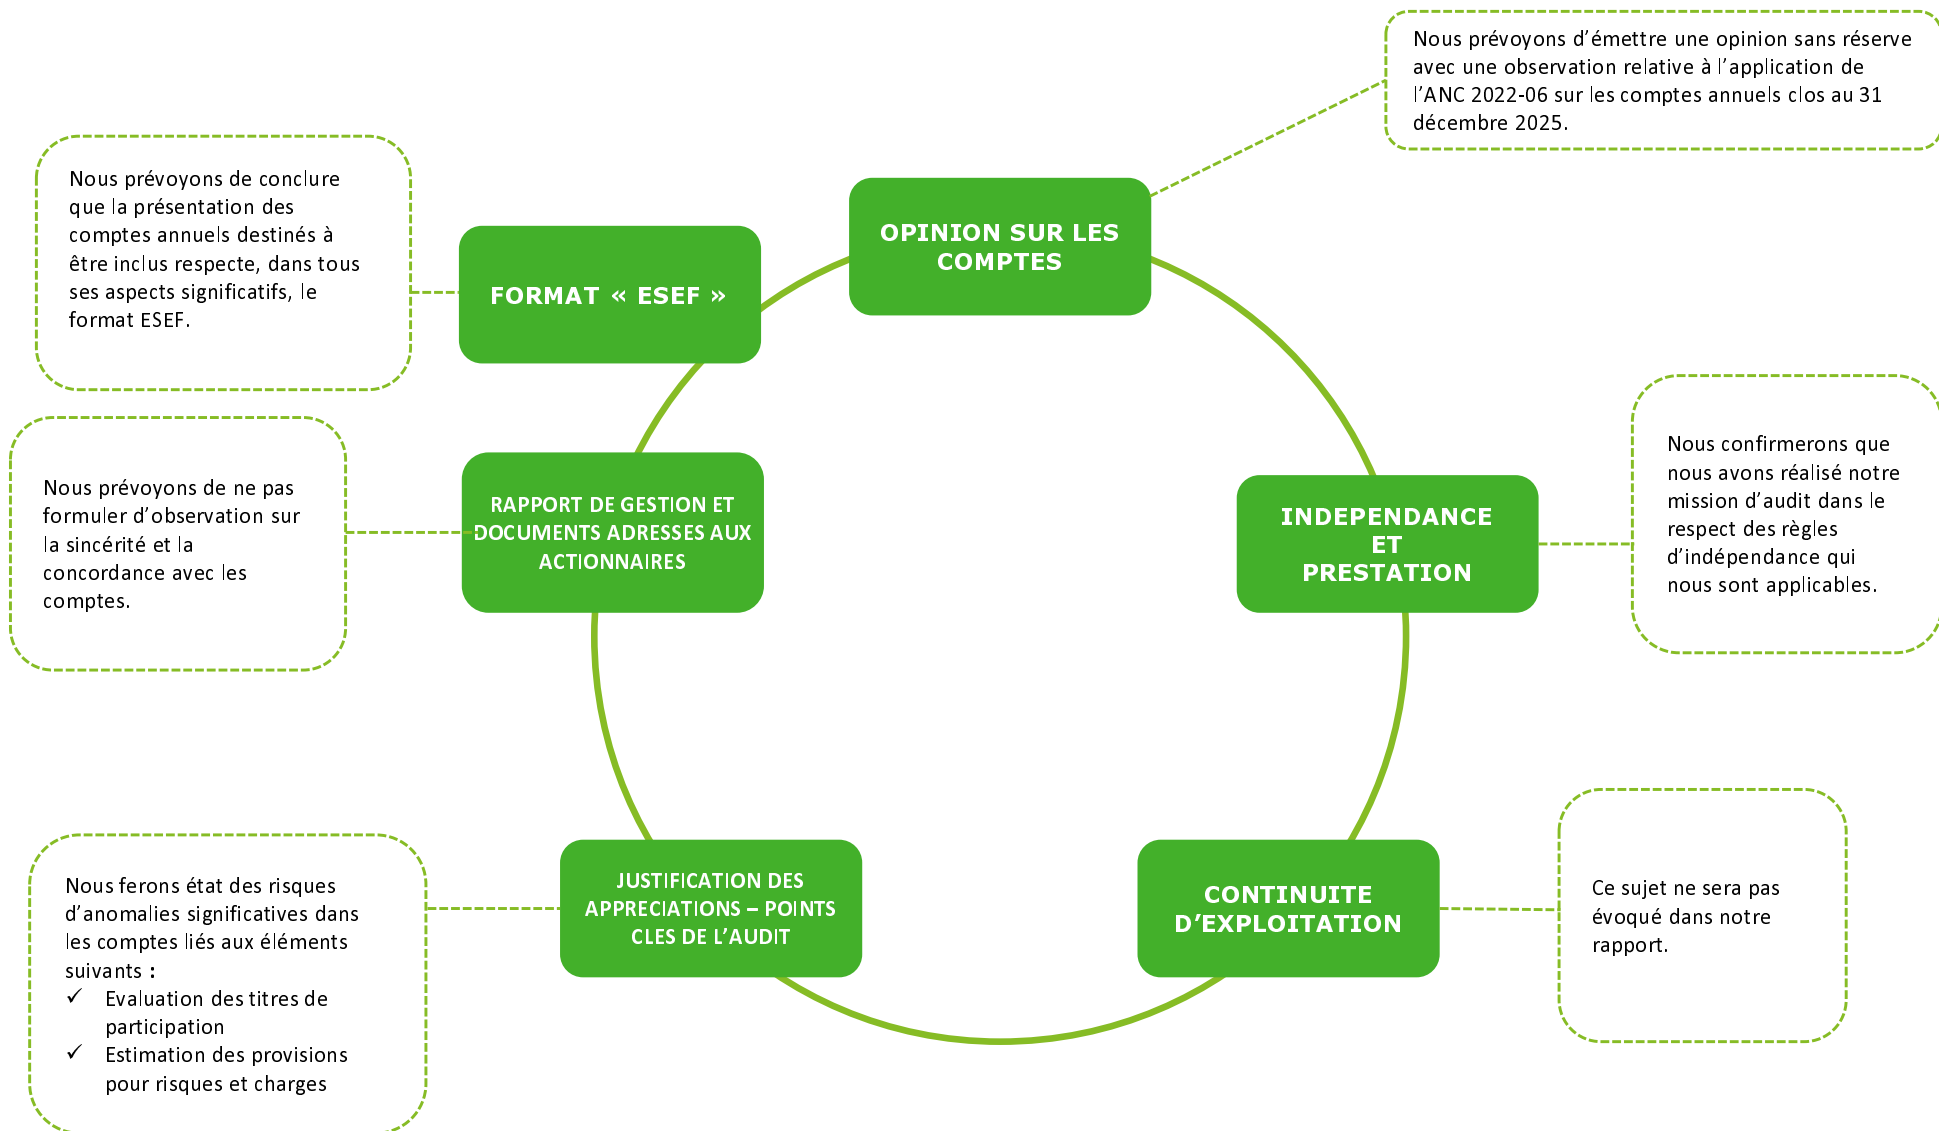 Nous prévoyons d’émettre une opinion sans réserve
avec une observation relative à l’application de
l’ANC 2022-06 sur les comptes annuels clos au 31
décembre 2025.
OPINION SUR LES
COMPTES
Nous prévoyons de conclure
que la présentation des
comptes annuels destinés à
être inclus respecte, dans tous
ses aspects significatifs, le
format ESEF.
FORMAT « ESEF »
Nous confirmerons que
nous avons réalisé notre
mission d’audit dans le
respect des règles
d’indépendance qui
nous sont applicables.
INDEPENDANCE
ET
PRESTATION
Nous prévoyons de ne pas
formuler d’observation sur
la sincérité et la
concordance avec les
comptes.
RAPPORT DE GESTION ET
DOCUMENTS ADRESSES AUX
ACTIONNAIRES
Nous ferons état des risques
d’anomalies significatives dans
les comptes liés aux éléments
suivants :
✓ Evaluation des titres de
participation
✓ Estimation des provisions
pour risques et charges
JUSTIFICATION DES
APPRECIATIONS – POINTS
CLES DE L’AUDIT
CONTINUITE
D’EXPLOITATION
Ce sujet ne sera pas
évoqué dans notre
rapport.